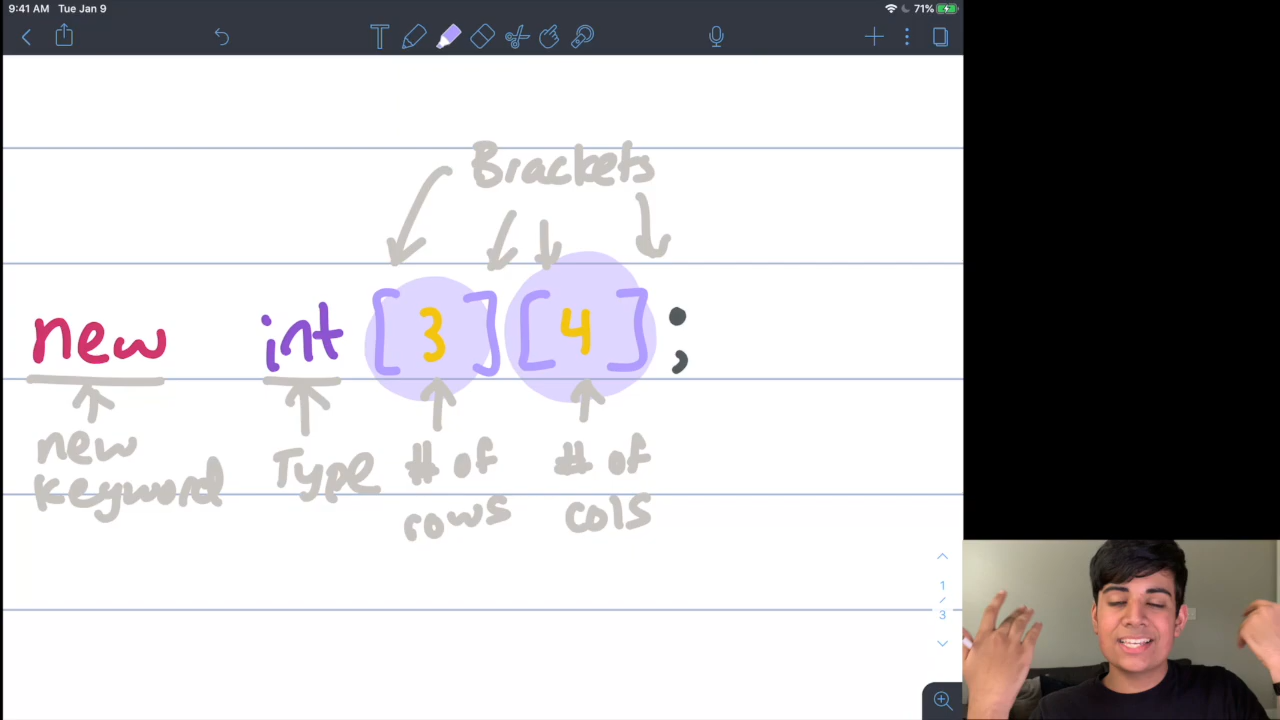 9:41 AM Tue Jan 9
71%
T
Brackets
new int [3] [4] ;
new keyword
Type
# of rows
# of cols
1
/
3